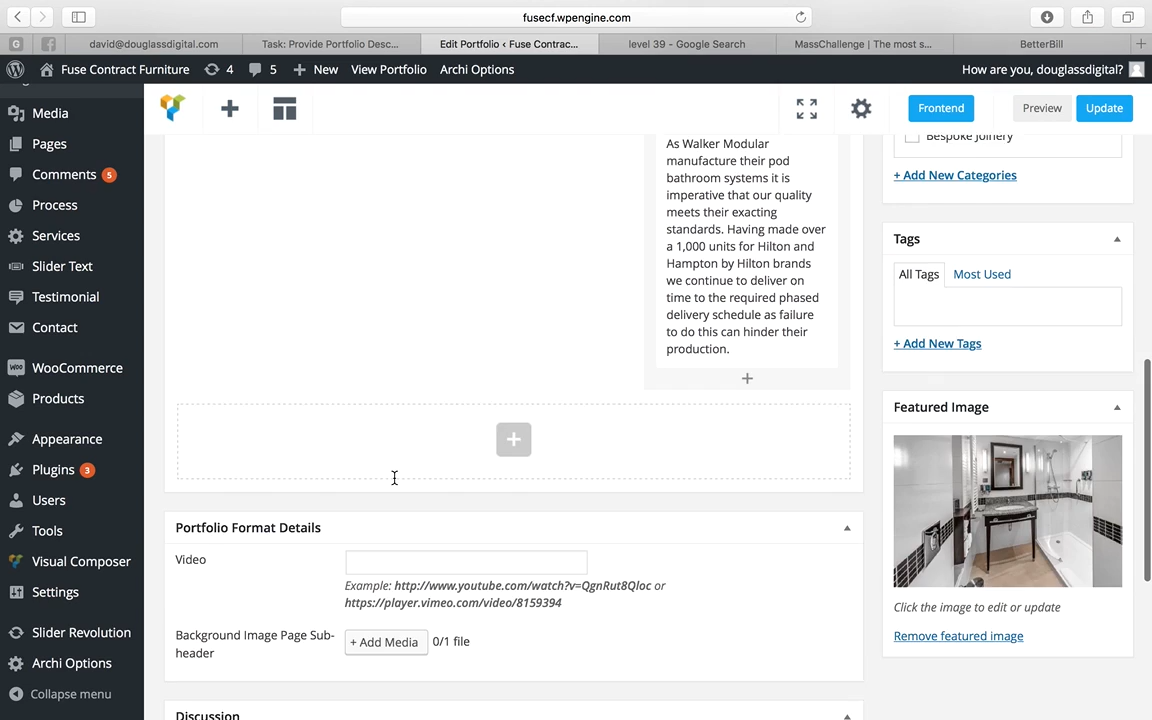 fusecf.wpengine.com
G
david@douglassdigital.com
Task: Provide Portfolio Desc...
Edit Portfolio ‹ Fuse Contrac...
level 39 - Google Search
MassChallenge | The most s...
BetterBill
Fuse Contract Furniture
4
5
New
View Portfolio
Archi Options
How are you, douglassdigital?
Media
Pages
Comments 5
Process
Services
Slider Text
Testimonial
Contact
WooCommerce
Products
Appearance
Plugins 3
Users
Tools
Visual Composer
Settings
Slider Revolution
Archi Options
Collapse menu
Frontend
Preview
Update
As Walker Modular
manufacture their pod
bathroom systems it is
imperative that our quality
meets their exacting
standards. Having made over
a 1,000 units for Hilton and
Hampton by Hilton brands
we continue to deliver on
time to the required phased
delivery schedule as failure
to do this can hinder their
production.
Portfolio Format Details
Video
Example: http://www.youtube.com/watch?v=QgnRut8Qloc or
https://player.vimeo.com/video/8159394
Background Image Page Sub-
header
+ Add Media
0/1 file
Discussion
Bespoke Joinery
+ Add New Categories
Tags
All Tags
Most Used
+ Add New Tags
Featured Image
Click the image to edit or update
Remove featured image